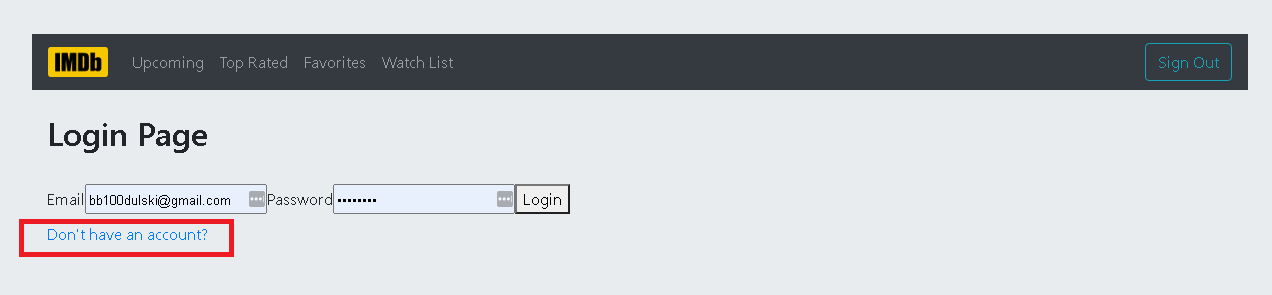 IMDb Upcoming Top Rated Favorites Watch List Sign Out
Login Page
Email bb100dulski@gmail.com Password •••••••• Login
Don't have an account?